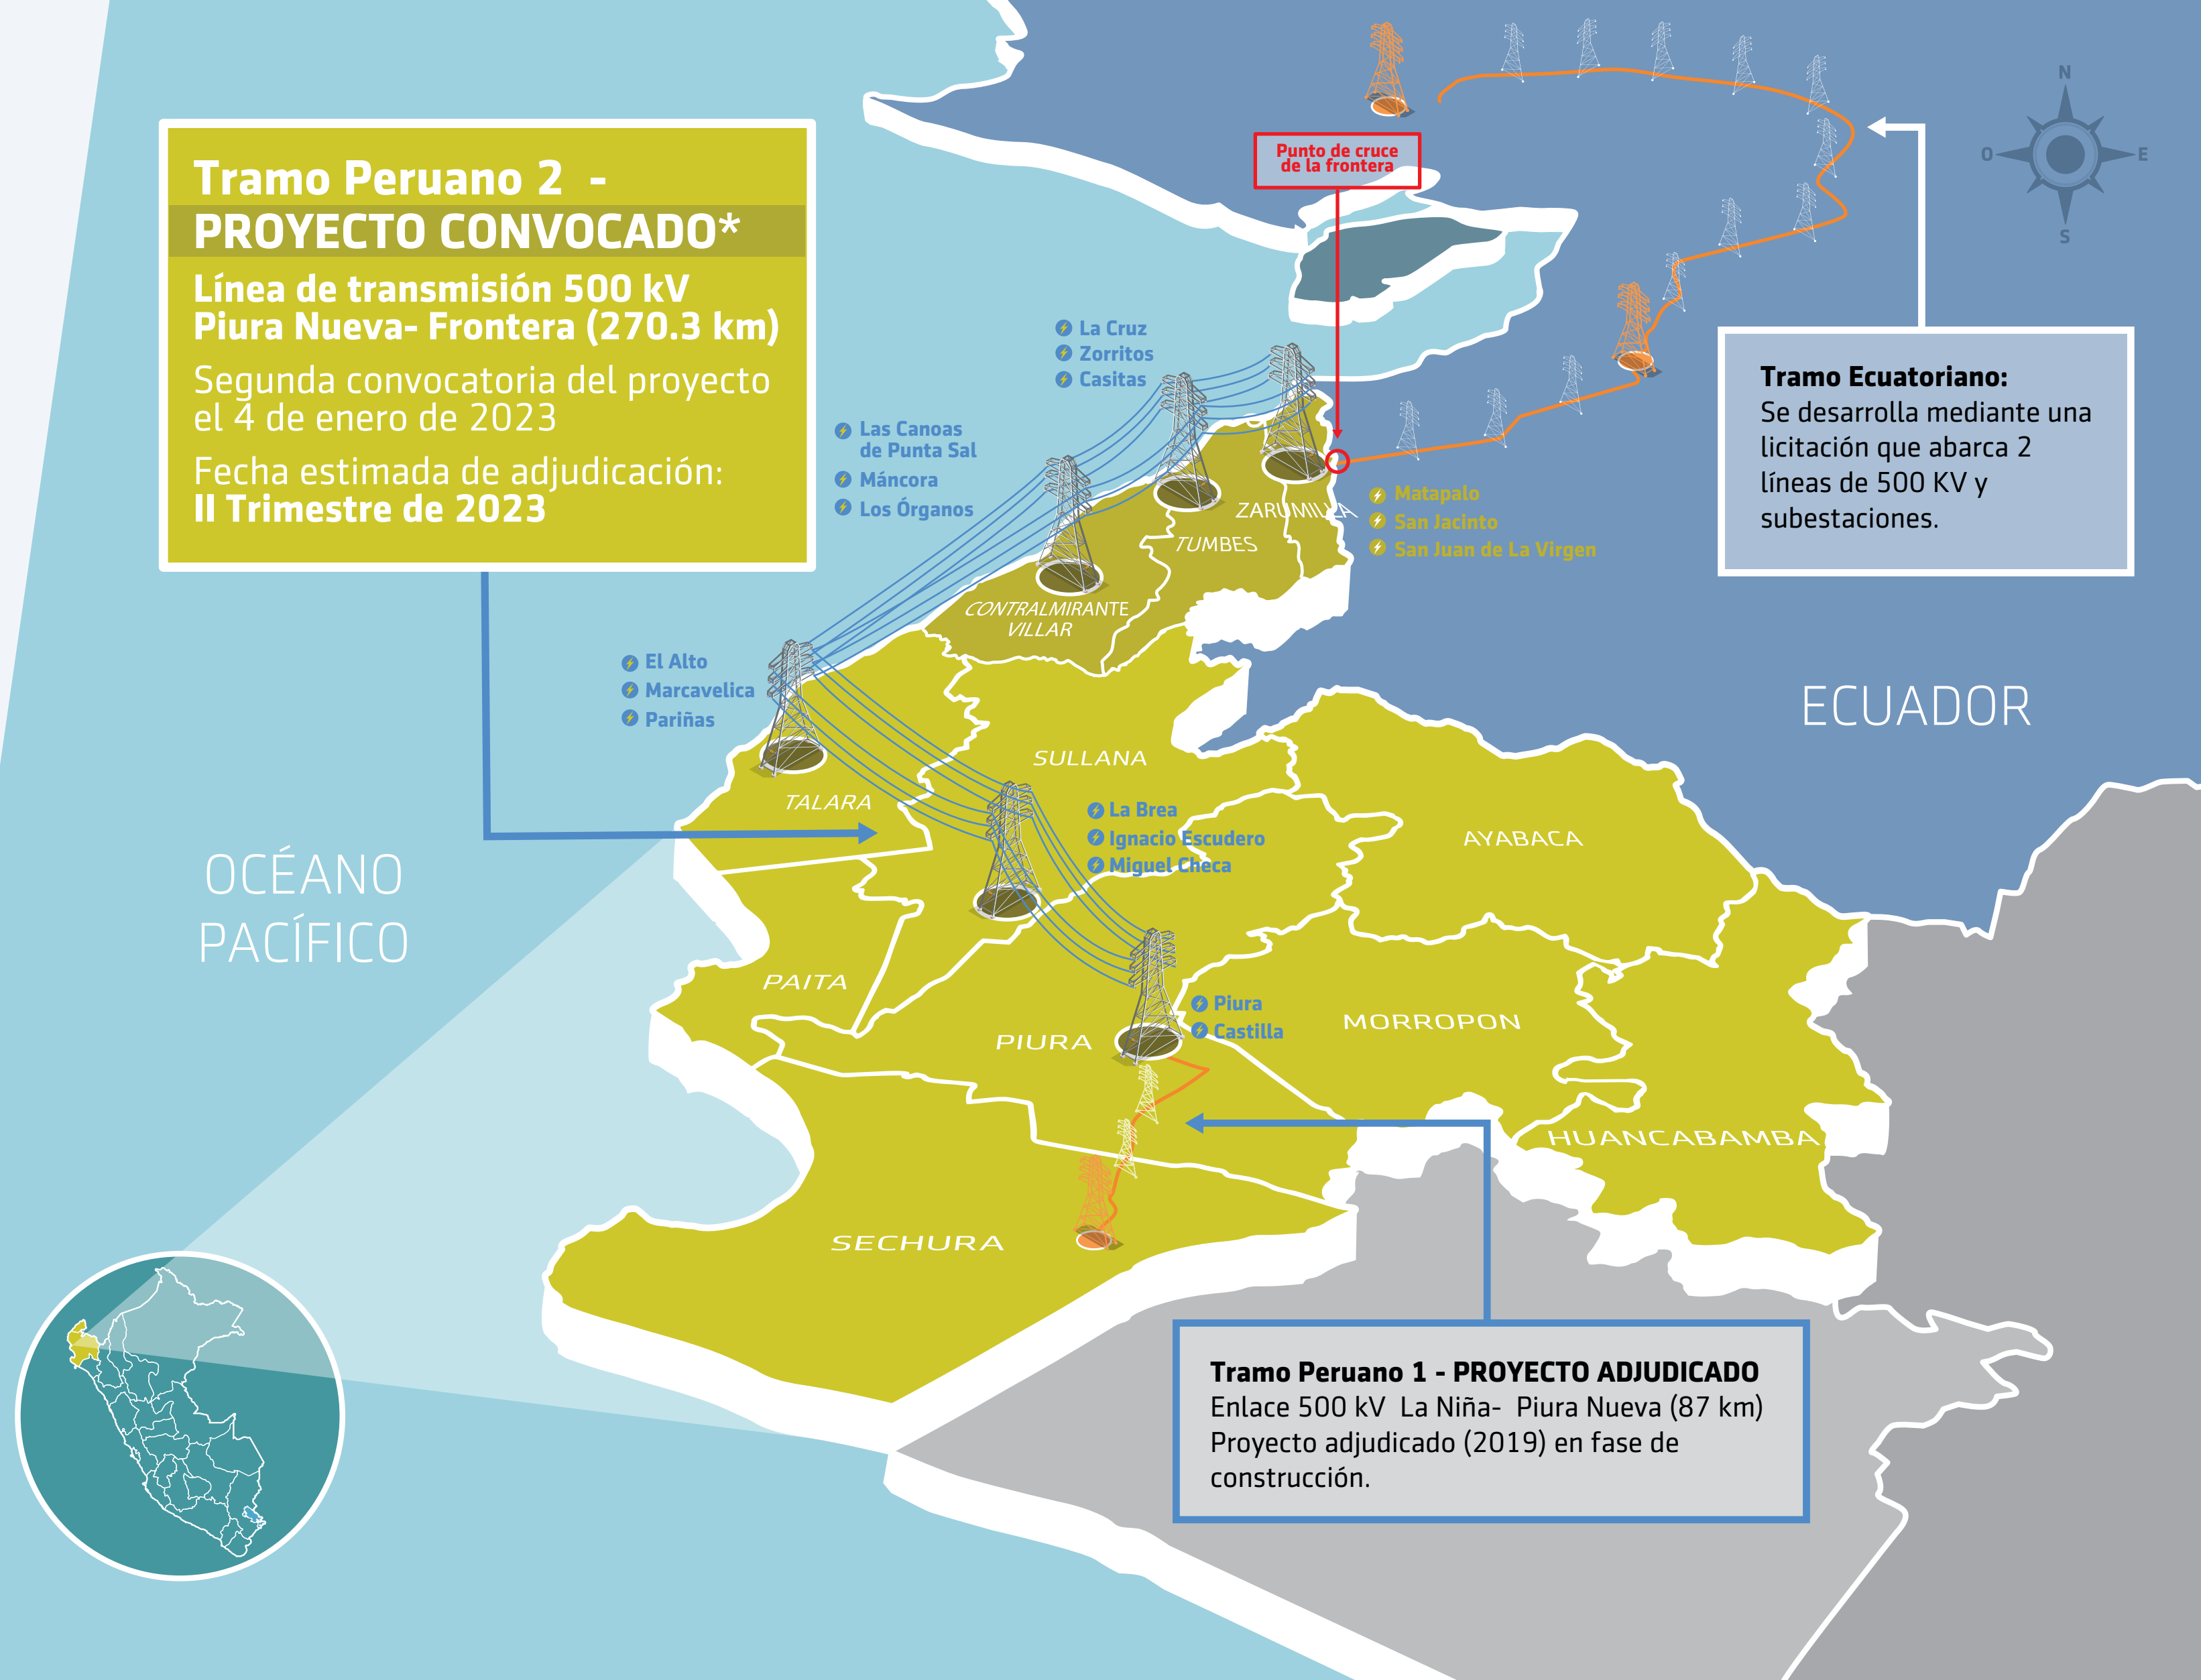 Tramo Peruano 2 -
PROYECTO CONVOCADO*
Línea de transmisión 500 kV
Piura Nueva- Frontera (270.3 km)
Segunda convocatoria del proyecto
el 4 de enero de 2023
Fecha estimada de adjudicación:
II Trimestre de 2023
Punto de cruce
de la frontera
N
O
E
S
Tramo Ecuatoriano:
Se desarrolla mediante una
licitación que abarca 2
líneas de 500 KV y
subestaciones.
La Cruz
Zorritos
Casitas
Las Canoas
de Punta Sal
Máncora
Los Órganos
Matapalo
San Jacinto
San Juan de La Virgen
ZARUMILLA
TUMBES
CONTRALMIRANTE
VILLAR
El Alto
Marcavelica
Pariñas
ECUADOR
SULLANA
TALARA
La Brea
Ignacio Escudero
Miguel Checa
AYABACA
OCÉANO
PACÍFICO
PAITA
Piura
Castilla
PIURA
MORROPON
HUANCABAMBA
SECHURA
Tramo Peruano 1 - PROYECTO ADJUDICADO
Enlace 500 kV La Niña- Piura Nueva (87 km)
Proyecto adjudicado (2019) en fase de
construcción.